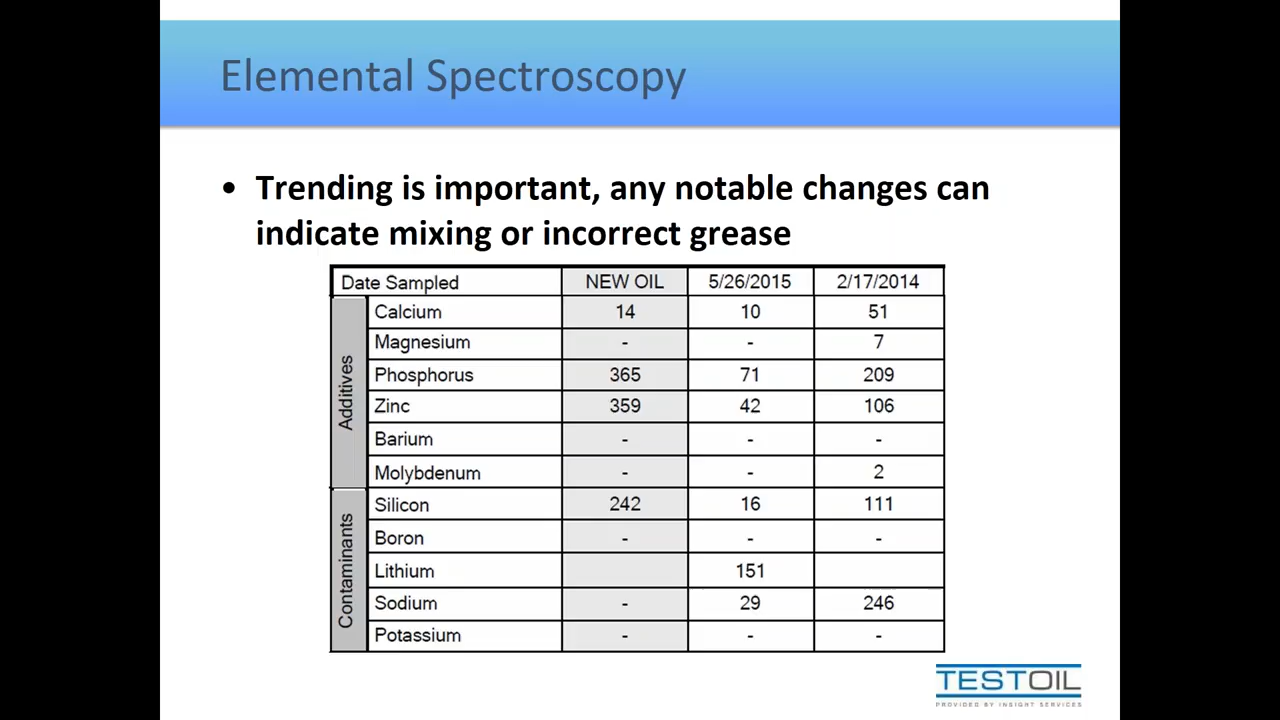 Elemental Spectroscopy
• Trending is important, any notable changes can
indicate mixing or incorrect grease
Date Sampled NEW OIL 5/26/2015 2/17/2014
Additives
Calcium 14 10 51
Magnesium - - 7
Phosphorus 365 71 209
Zinc 359 42 106
Barium - - -
Molybdenum - - 2
Contaminants
Silicon 242 16 111
Boron - - -
Lithium 151
Sodium - 29 246
Potassium - - -
TESTOIL
PROVIDED BY INSIGHT SERVICES